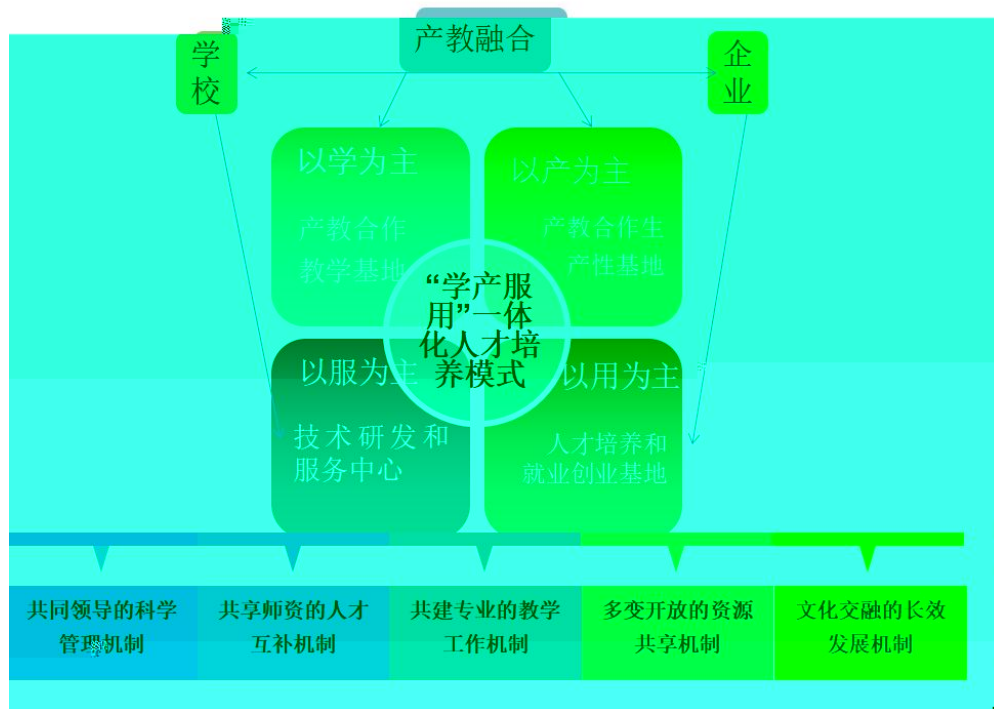 产教融合
学
校
企
业
以学为主
产教合作
教学基地
以产为主
产教合作生
产性基地
“学产服
用”一体
化人才培
养模式
以服为主
技术研发和
服务中心
以用为主
人才培养和
就业创业基地
共同领导的科学
管理机制
共享师资的人才
互补机制
共建专业的教学
工作机制
多变开放的资源
共享机制
文化交融的长效
发展机制